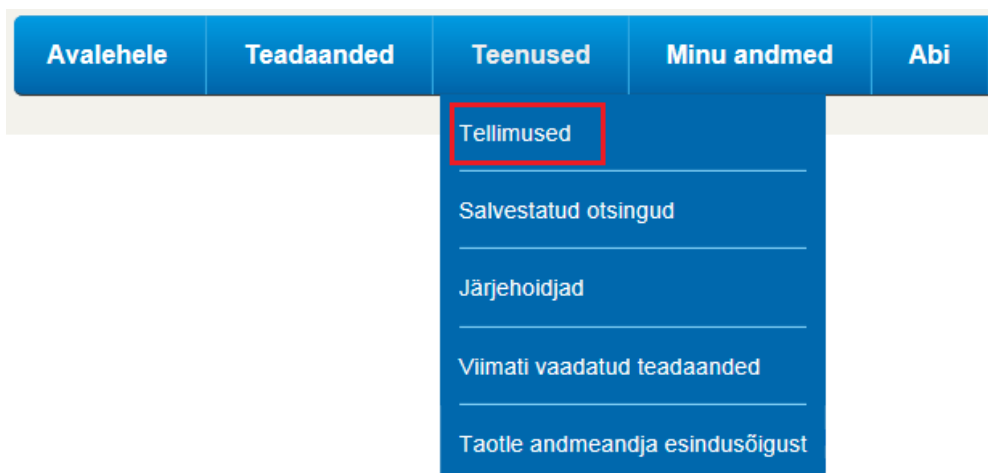 Avalehele Teadaanded Teenused Minu andmed Abi
Tellimused
Salvestatud otsingud
Järjehoidjad
Viimati vaadatud teadaanded
Taotle andmeandja esindusõigust